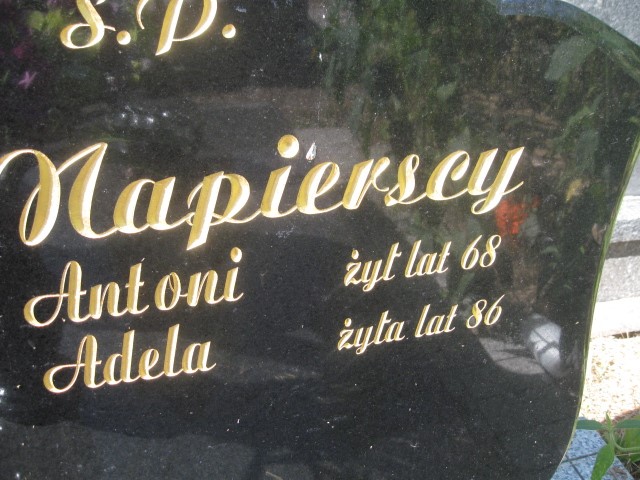 Ś.P.
Napierscy
Antoni żył lat 68
Adela żyła lat 86